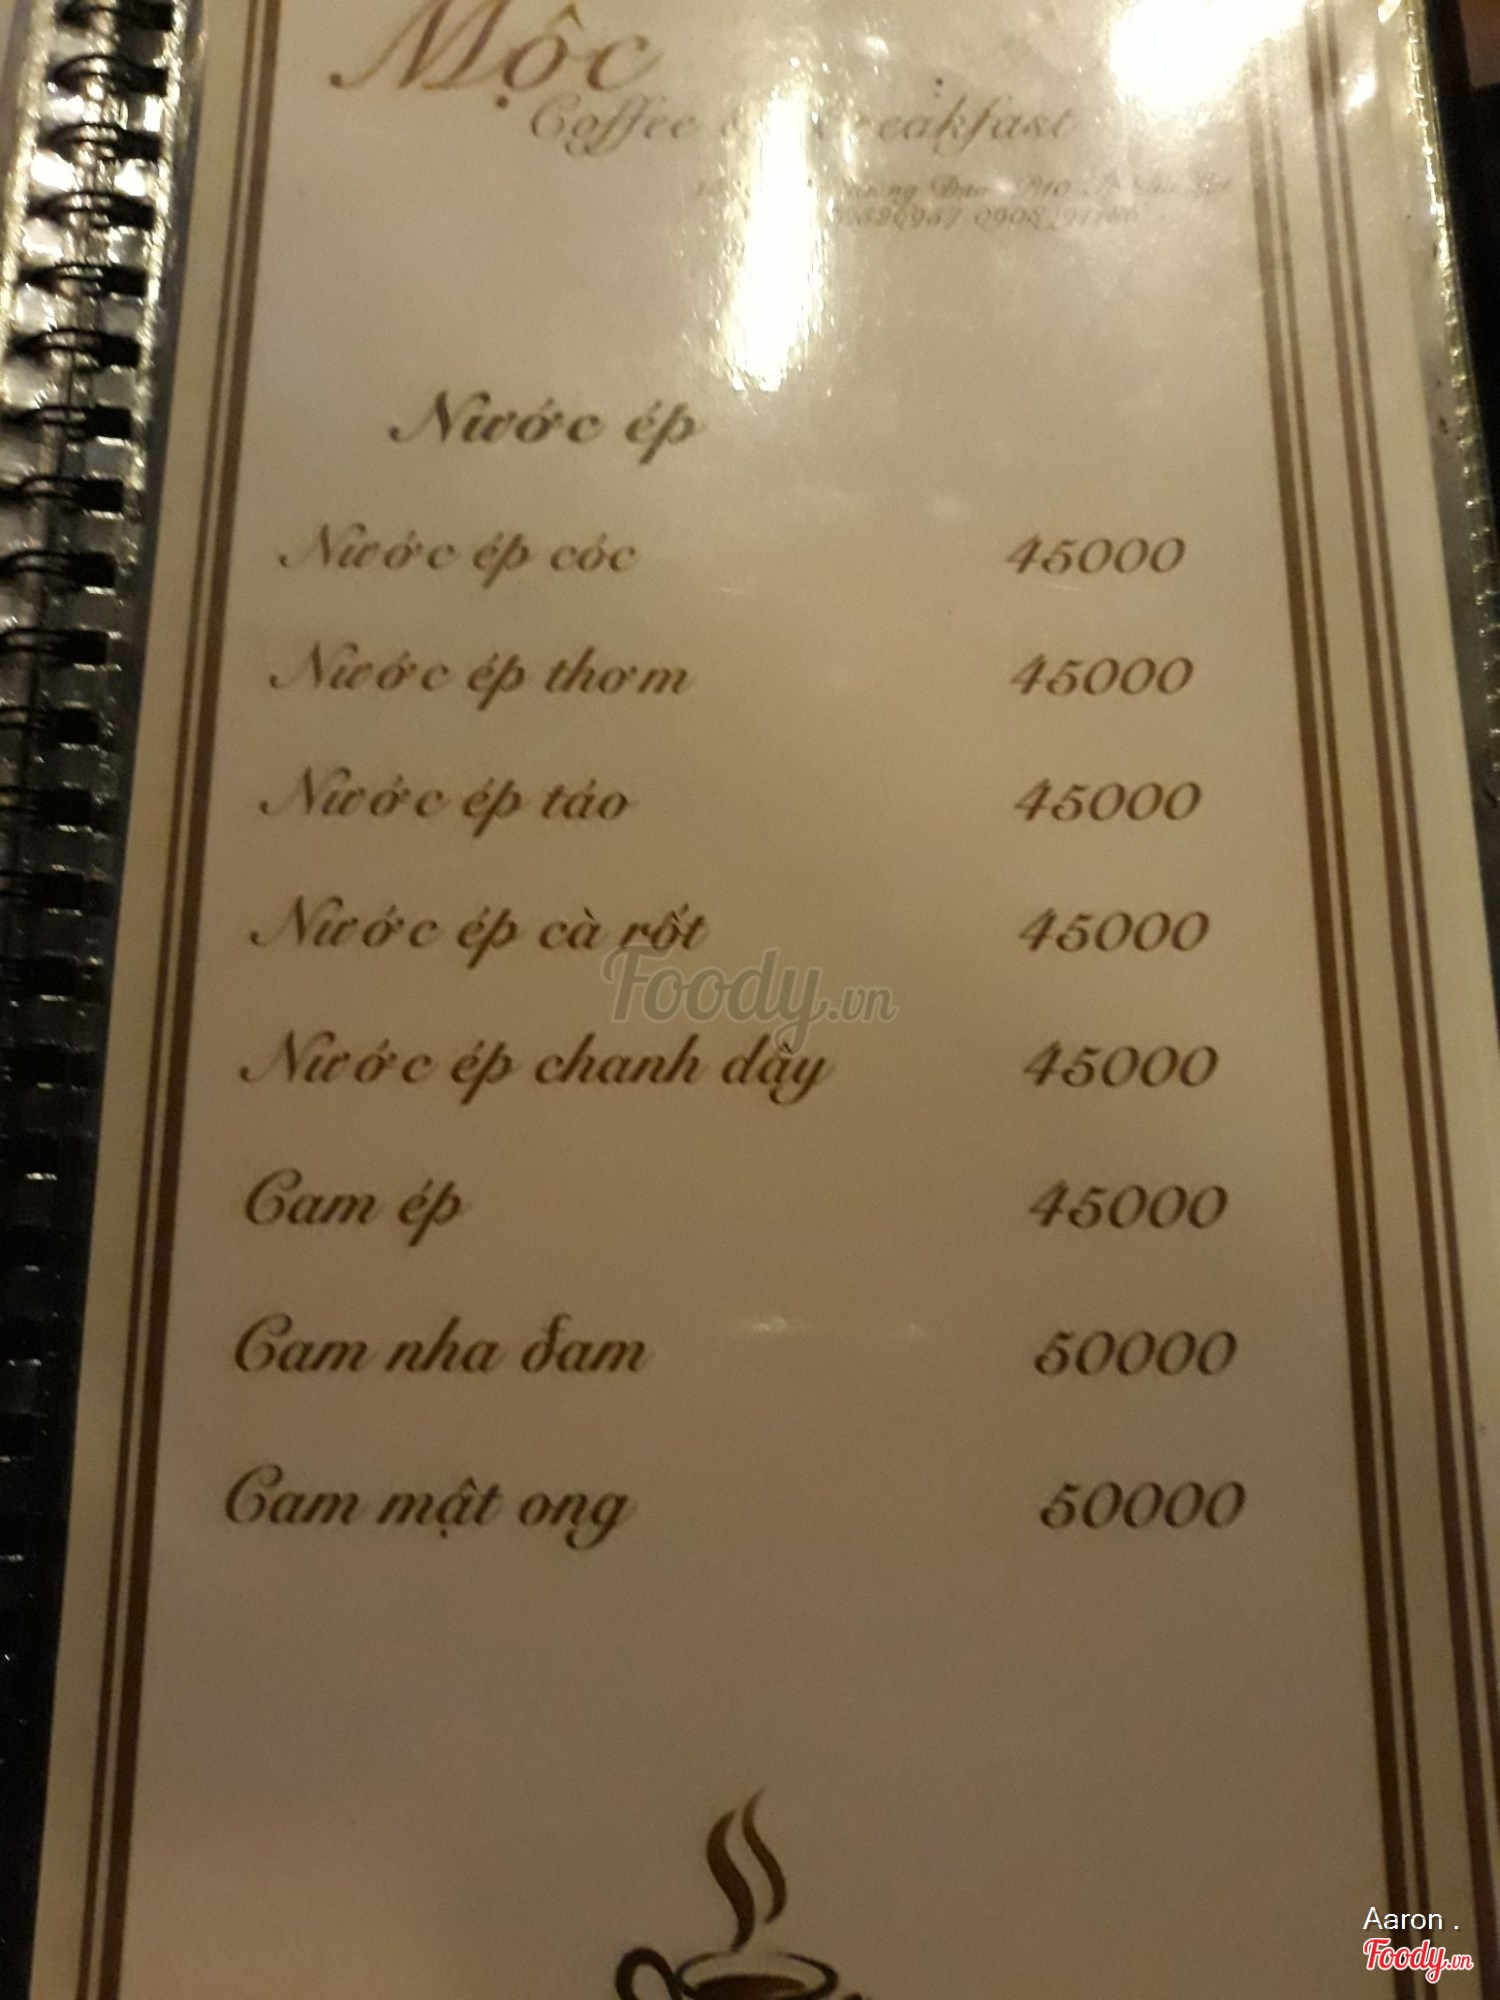 Mộc
Coffee
Nước ép
Nước ép cóc 45000
Nước ép thơm 45000
Nước ép táo 45000
Nước ép cà rốt 45000
Foody.vn
Nước ép chanh dây 45000
Cam ép 45000
Cam nha đam 50000
Cam mật ong 50000
Aaron .
Foody.vn